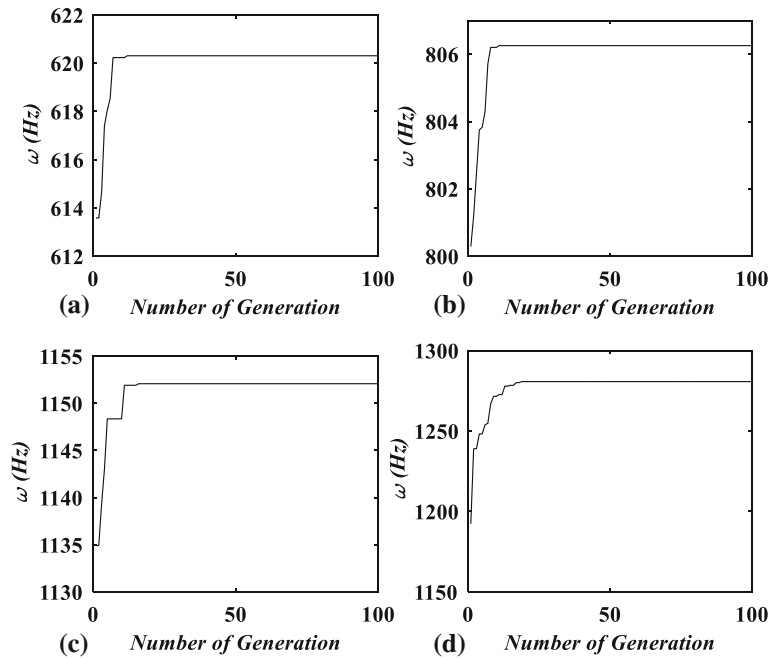 622
620
618
616
614
612
ω (Hz)
0
50
100
(a)
Number of Generation
806
804
802
800
ω (Hz)
0
50
100
(b)
Number of Generation
1155
1150
1145
1140
1135
1130
ω (Hz)
0
50
100
(c)
Number of Generation
1300
1250
1200
1150
ω (Hz)
0
50
100
(d)
Number of Generation